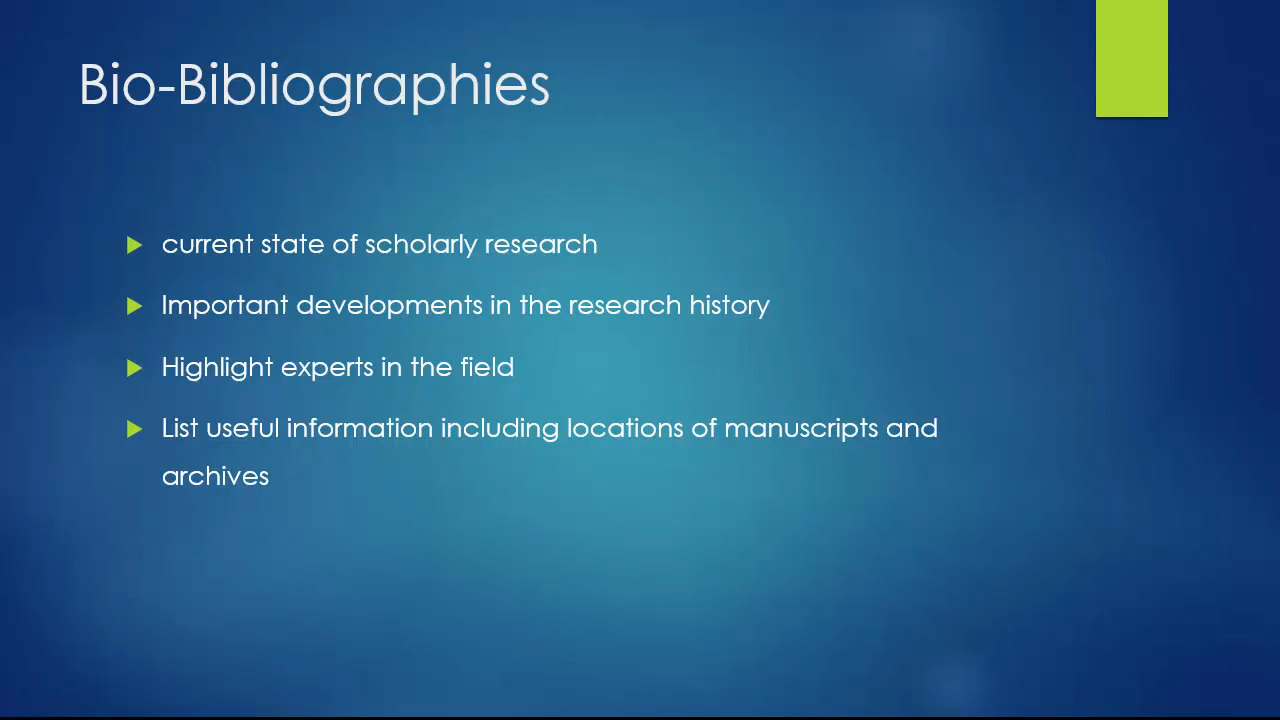 Bio-Bibliographies
current state of scholarly research
Important developments in the research history
Highlight experts in the field
List useful information including locations of manuscripts and
archives